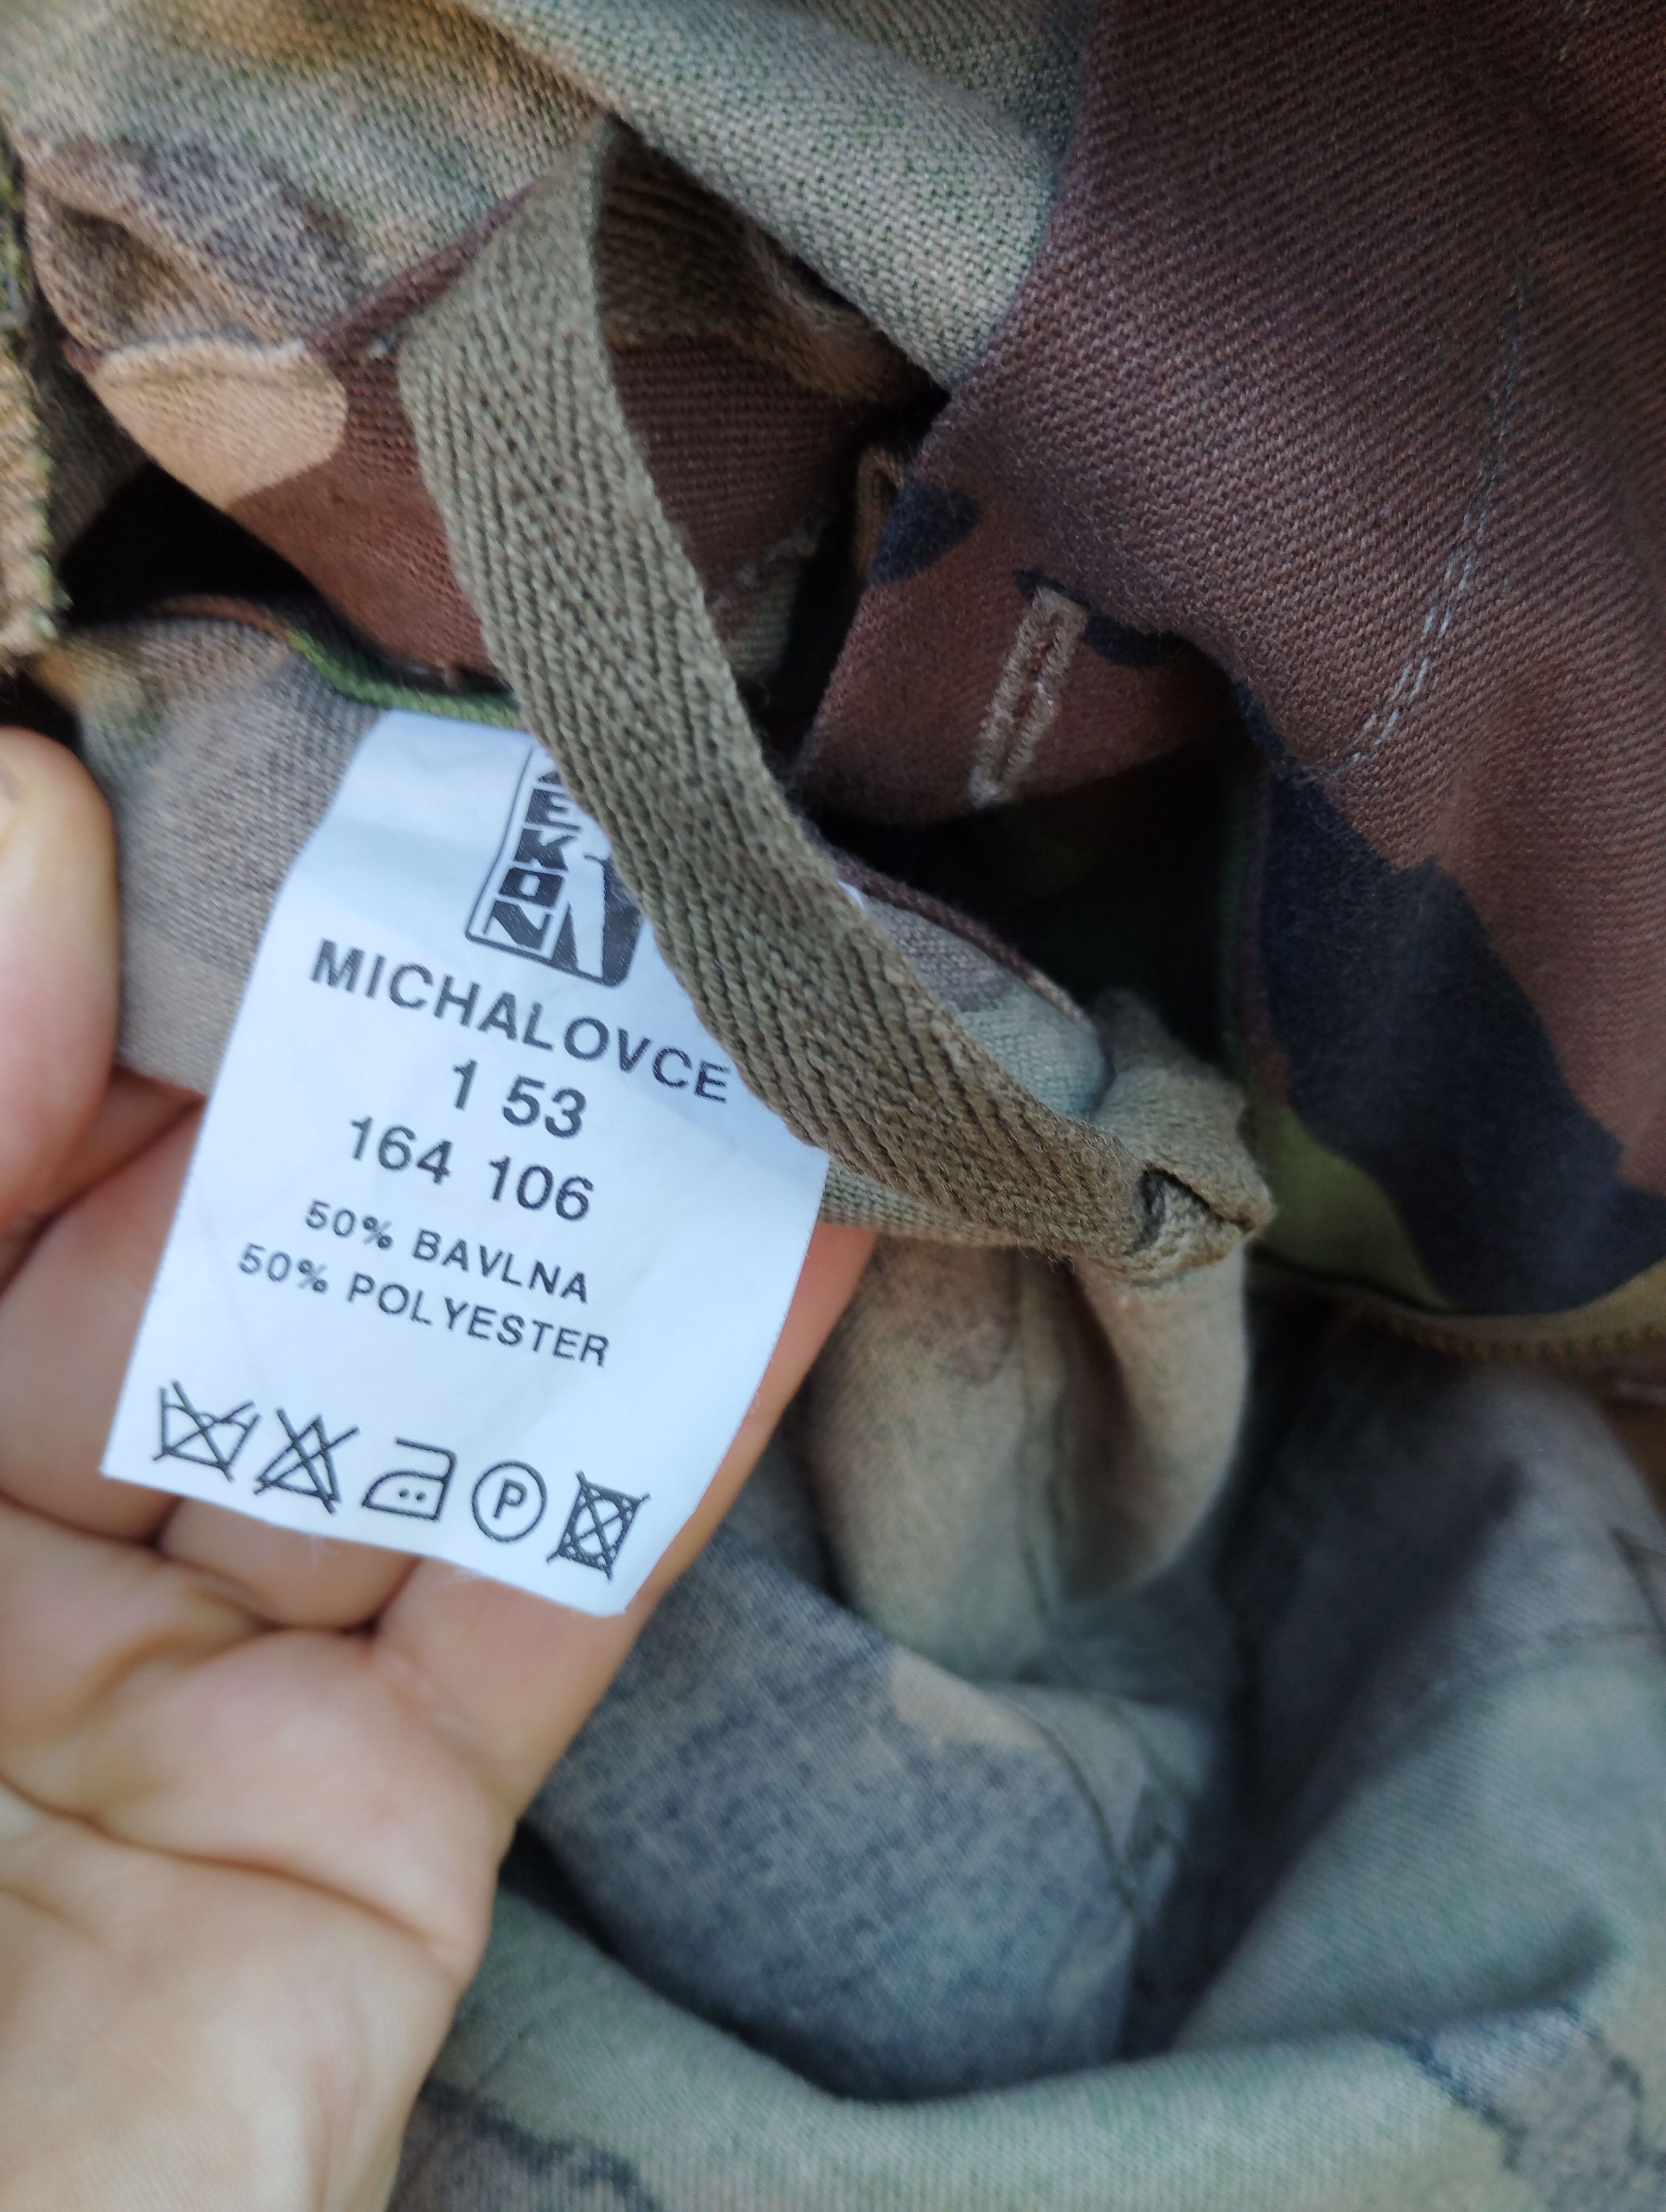 MICHALOVCE
1 53
164 106
50% BAVLNA
50% POLYESTER
P